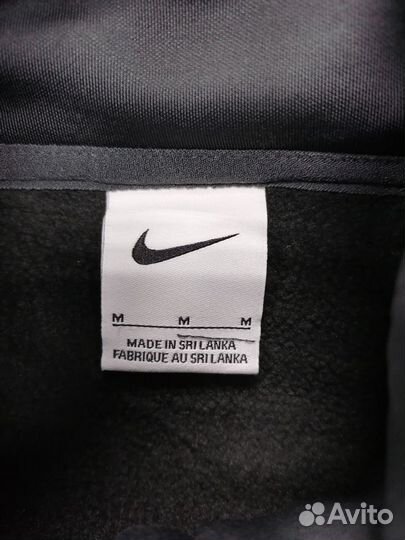 M M M
MADE IN SRI LANKA
FABRIQUE AU SRI LANKA
Avito